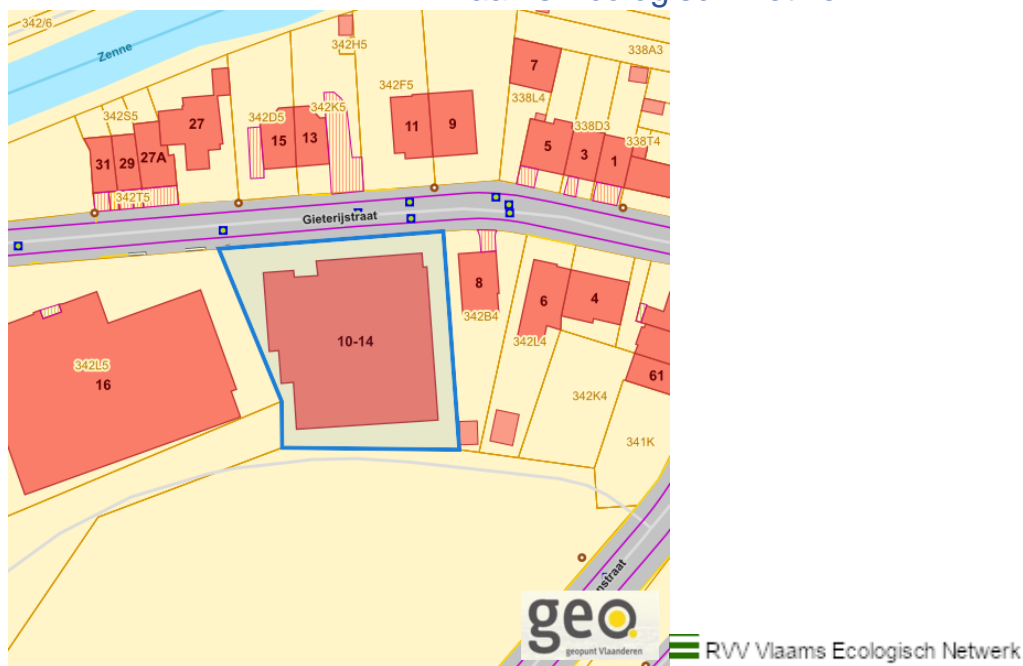 342/6
Zenne
342H5
338A3
7
342F5
338L4
342S5
27
342D5
342K5
15
13
11
9
338D3
338T4
5
3
1
31
29
27A
342T5
Gieterijstraat
8
342B4
6
4
342L4
10-14
342L5
16
61
342K4
341K
nstraat
geo
geopunt Vlaanderen
RVV Vlaams Ecologisch Netwerk